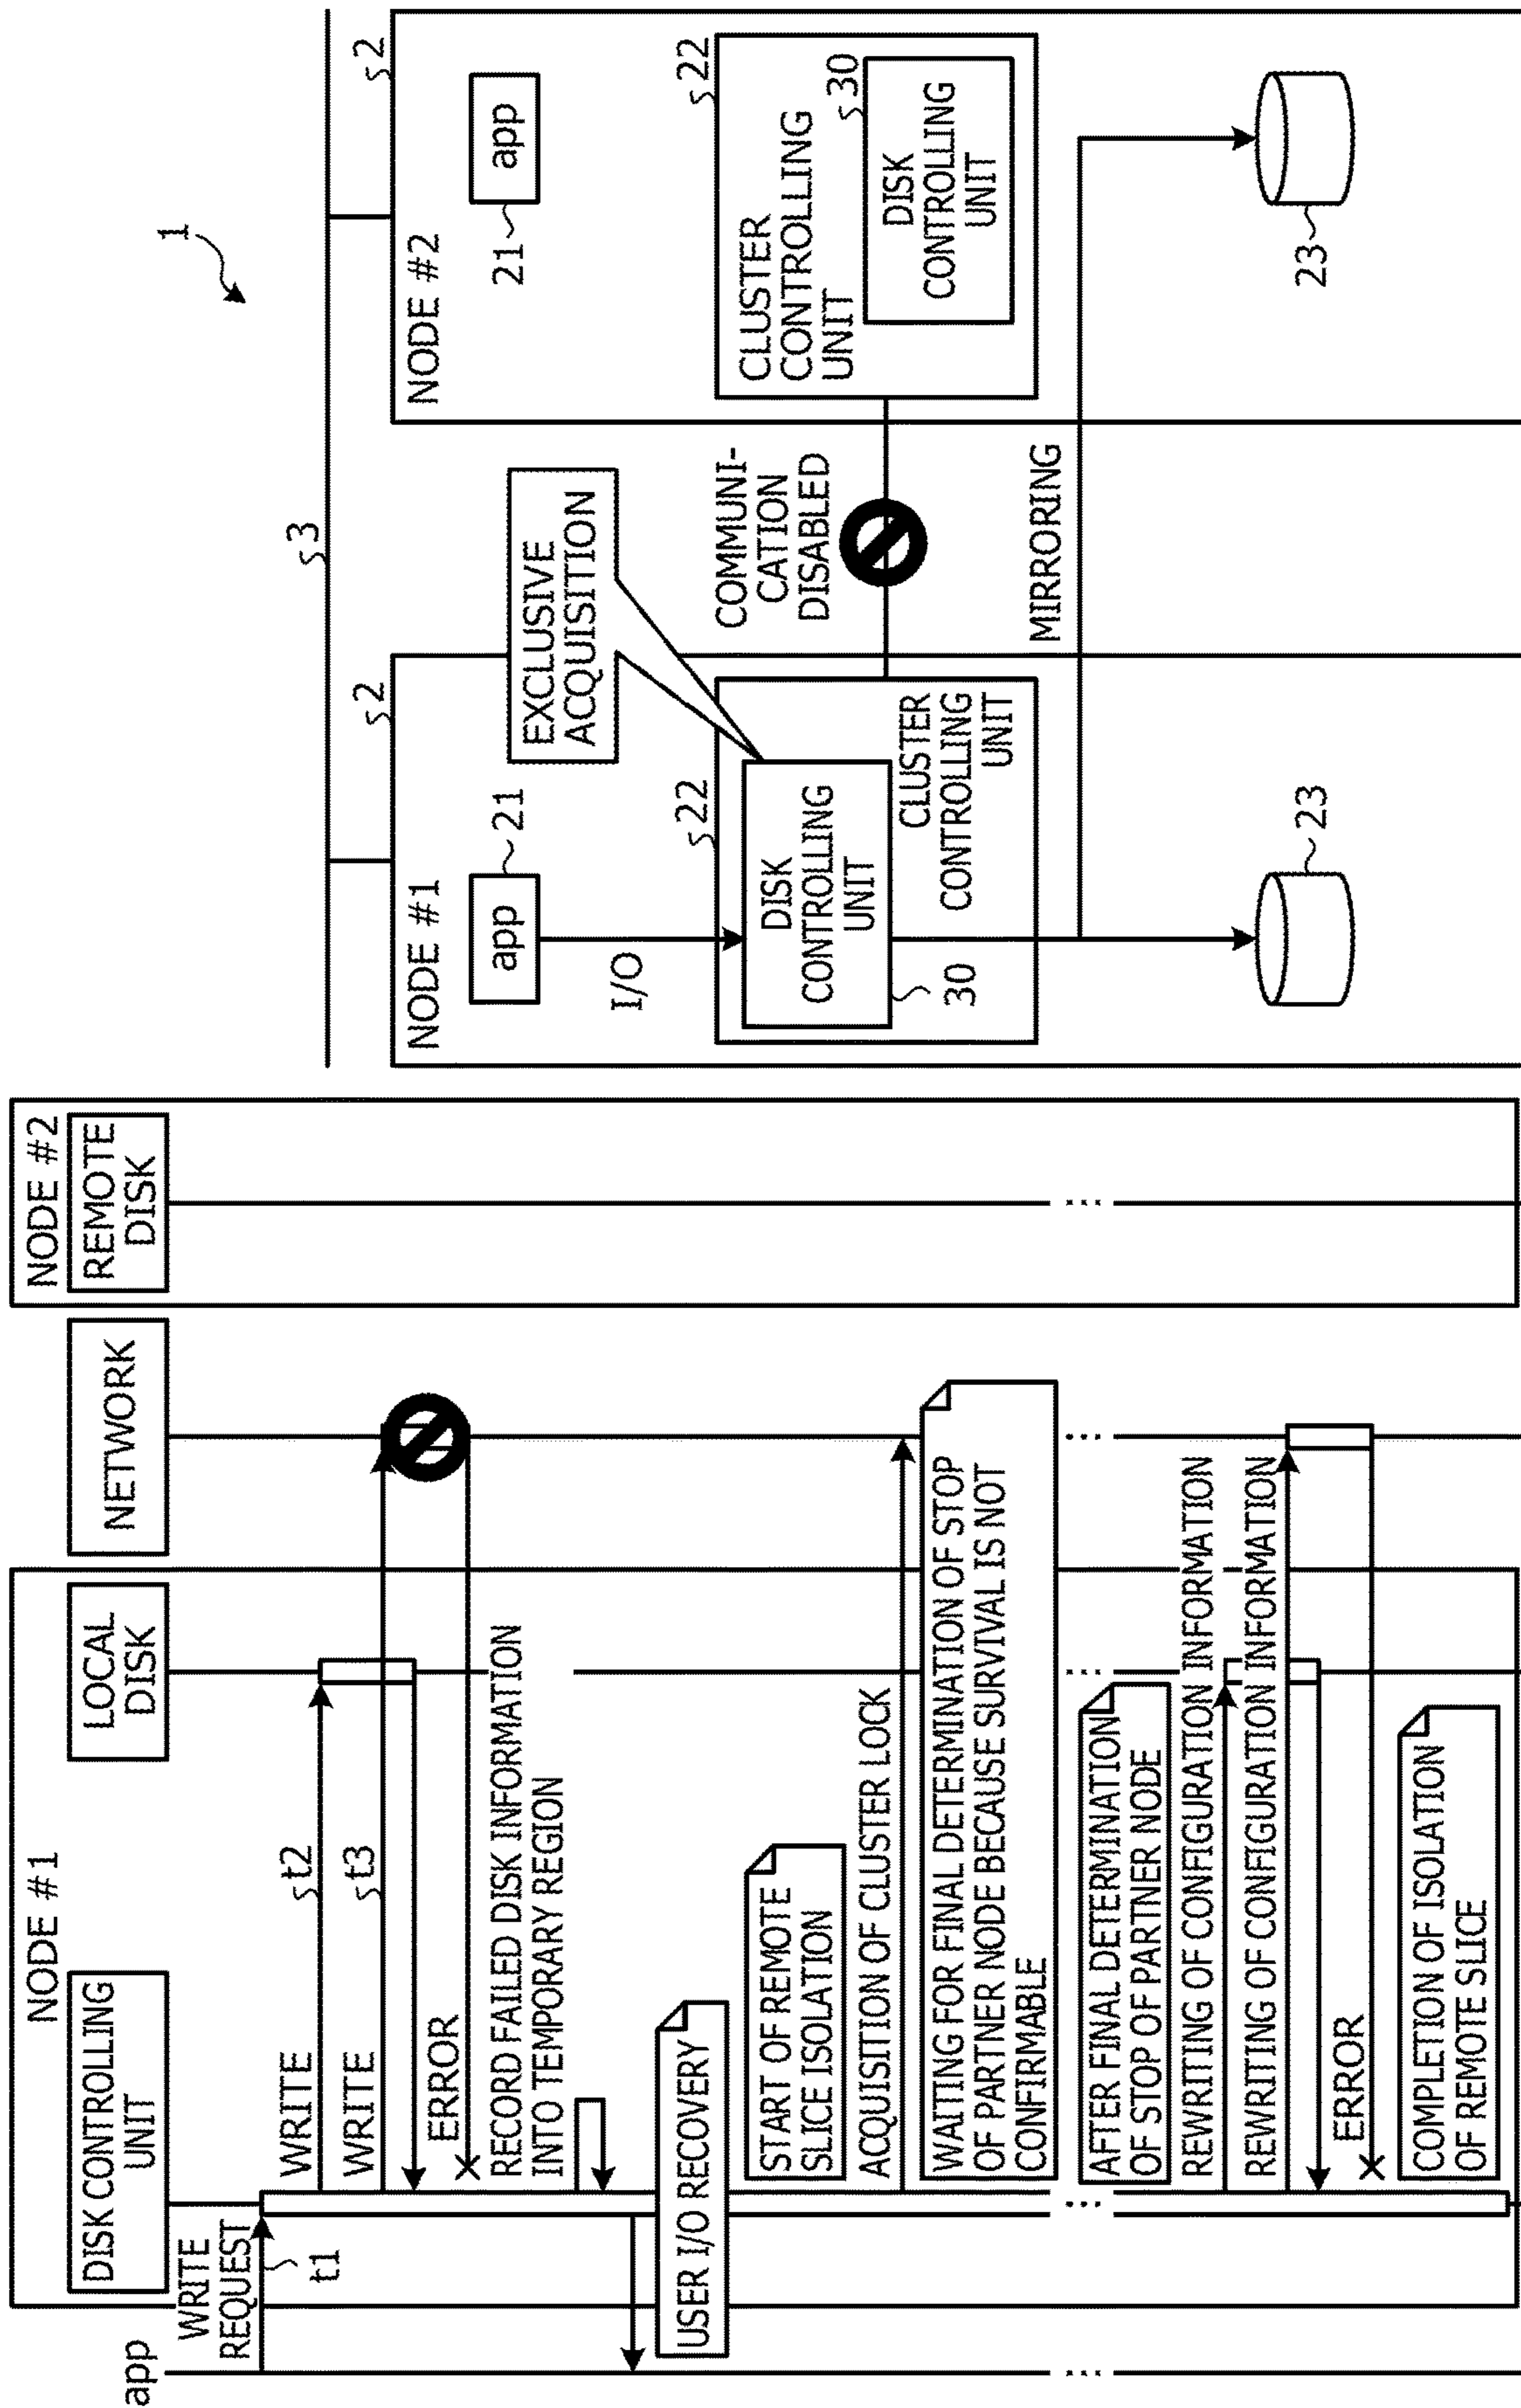 app
WRITE
REQUEST
t1
NODE #1
DISK CONTROLLING
UNIT
LOCAL
DISK
NETWORK
NODE #2
REMOTE
DISK
WRITE
t2
WRITE
t3
ERROR
RECORD FAILED DISK INFORMATION
INTO TEMPORARY REGION
USER I/O RECOVERY
START OF REMOTE
SLICE ISOLATION
ACQUISITION OF CLUSTER LOCK
WAITING FOR FINAL DETERMINATION OF STOP
OF PARTNER NODE BECAUSE SURVIVAL IS NOT
CONFIRMABLE
AFTER FINAL DETERMINATION
OF STOP OF PARTNER NODE
REWRITING OF CONFIGURATION INFORMATION
REWRITING OF CONFIGURATION INFORMATION
ERROR
COMPLETION OF ISOLATION
OF REMOTE SLICE
1
3
2
NODE #1
app
21
I/O
EXCLUSIVE
ACQUISITION
22
DISK
CONTROLLING
UNIT
30
CLUSTER
CONTROLLING
UNIT
23
COMMUNI-
CATION
DISABLED
MIRRORING
2
NODE #2
app
21
22
CLUSTER
CONTROLLING
UNIT
30
DISK
CONTROLLING
UNIT
23